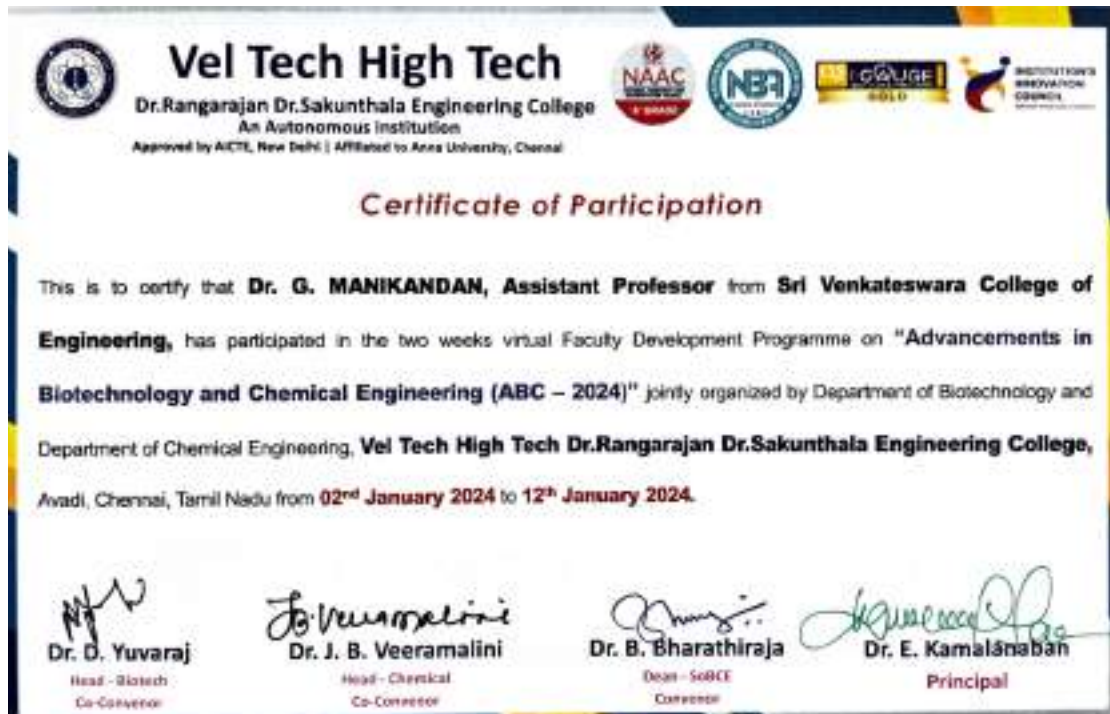 Vel Tech High Tech
Dr.Rangarajan Dr.Sakunthala Engineering College
An Autonomous Institution
Approved by AICTE, New Delhi | Affiliated to Anna University, Chennai
NAAC
NBA
I GAUGE
GOLD
INSTITUTION'S
INNOVATION
COUNCIL
Certificate of Participation
This is to certify that Dr. G. MANIKANDAN, Assistant Professor from Sri Venkateswara College of
Engineering, has participated in the two weeks virtual Faculty Development Programme on "Advancements in
Biotechnology and Chemical Engineering (ABC – 2024)" jointly organized by Department of Biotechnology and
Department of Chemical Engineering, Vel Tech High Tech Dr.Rangarajan Dr.Sakunthala Engineering College,
Avadi, Chennai, Tamil Nadu from 02nd January 2024 to 12th January 2024.
J.B.Veeramalini
Dr. D. Yuvaraj
Dr. J. B. Veeramalini
Dr. B. Bharathiraja
Dr. E. Kamalanaban
Head - Biotech
Head - Chemical
Dean - SoBCE
Principal
Co-Convenor
Co-Convenor
Convenor